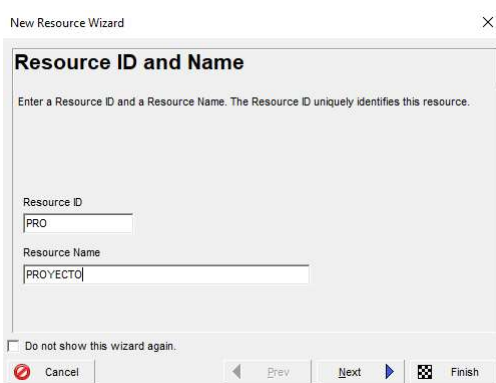 New Resource Wizard
Resource ID and Name
Enter a Resource ID and a Resource Name. The Resource ID uniquely identifies this resource.
Resource ID
PRO
Resource Name
PROYECTO
Do not show this wizard again.
Cancel Prev Next Finish